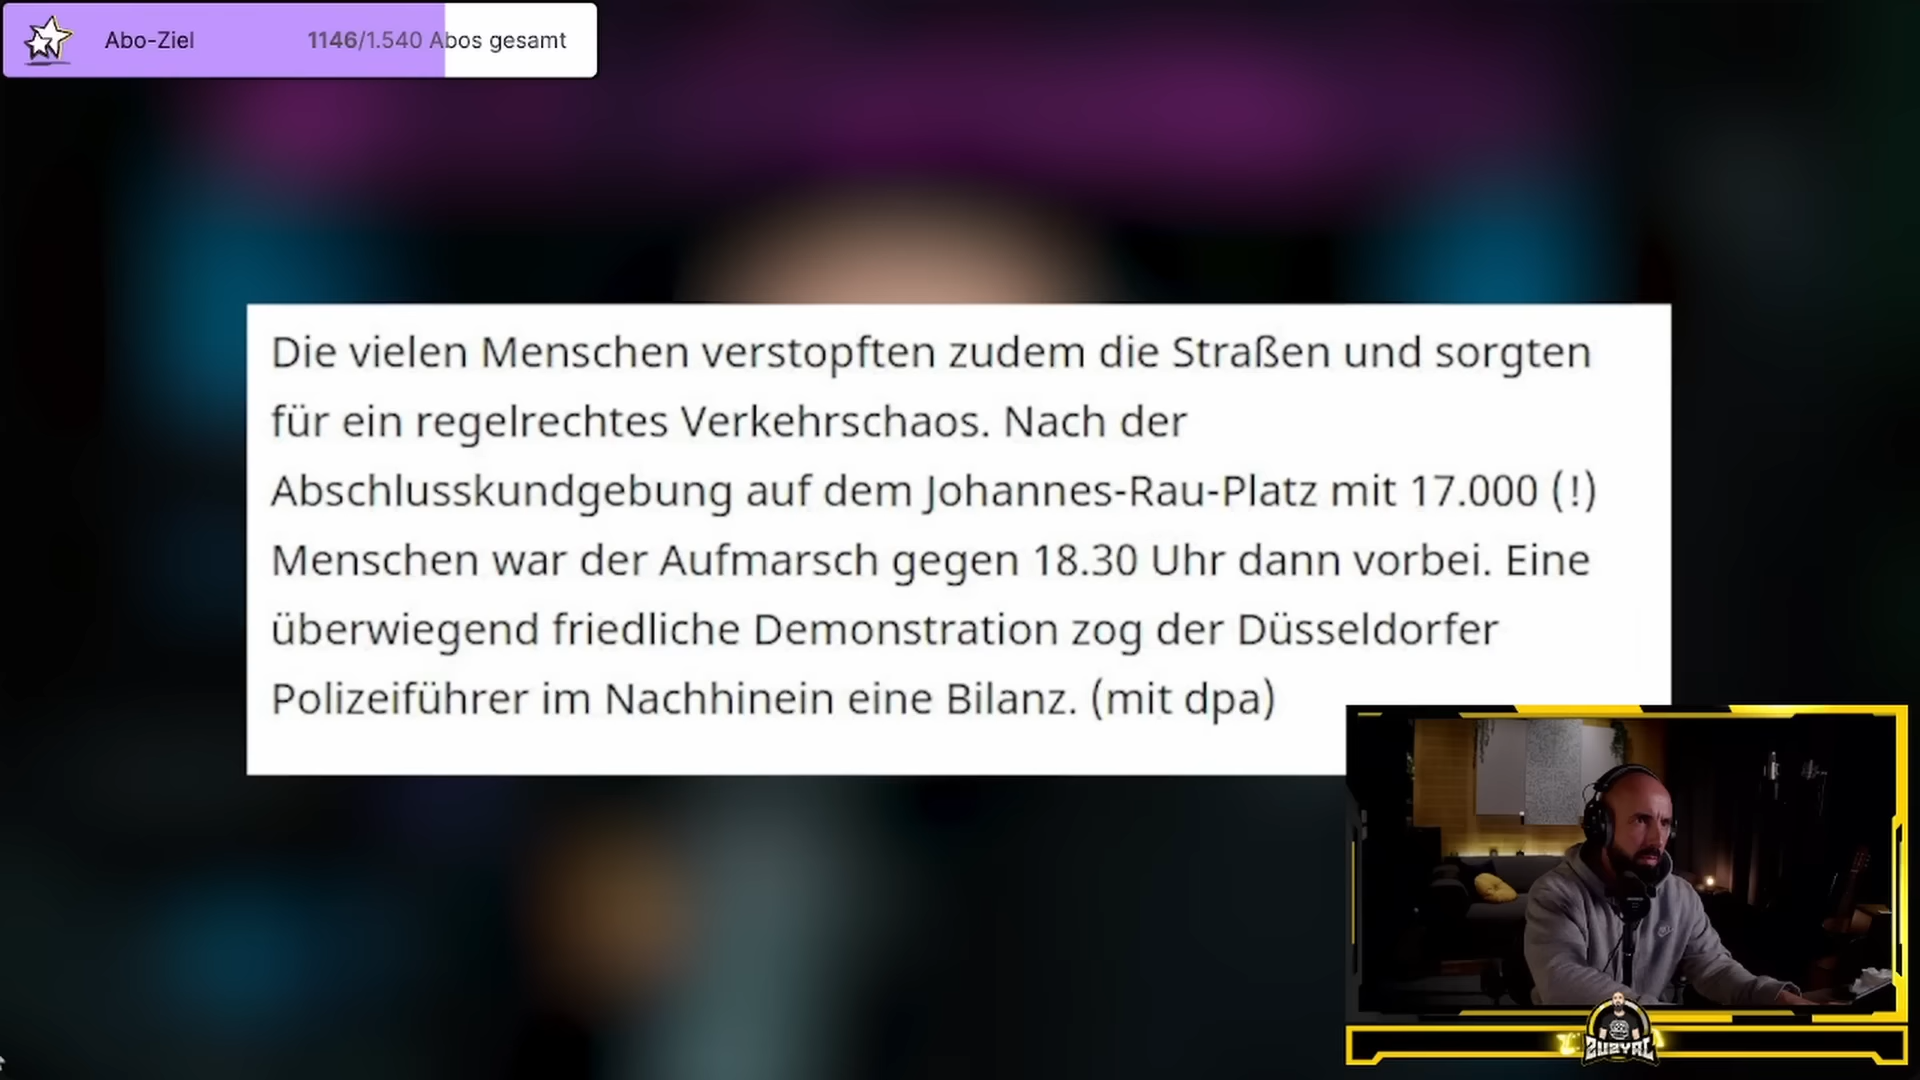 Abo-Ziel 1146/1.540 Abos gesamt
Die vielen Menschen verstopften zudem die Straßen und sorgten
für ein regelrechtes Verkehrschaos. Nach der
Abschlusskundgebung auf dem Johannes-Rau-Platz mit 17.000 (!)
Menschen war der Aufmarsch gegen 18.30 Uhr dann vorbei. Eine
überwiegend friedliche Demonstration zog der Düsseldorfer
Polizeiführer im Nachhinein eine Bilanz. (mit dpa)